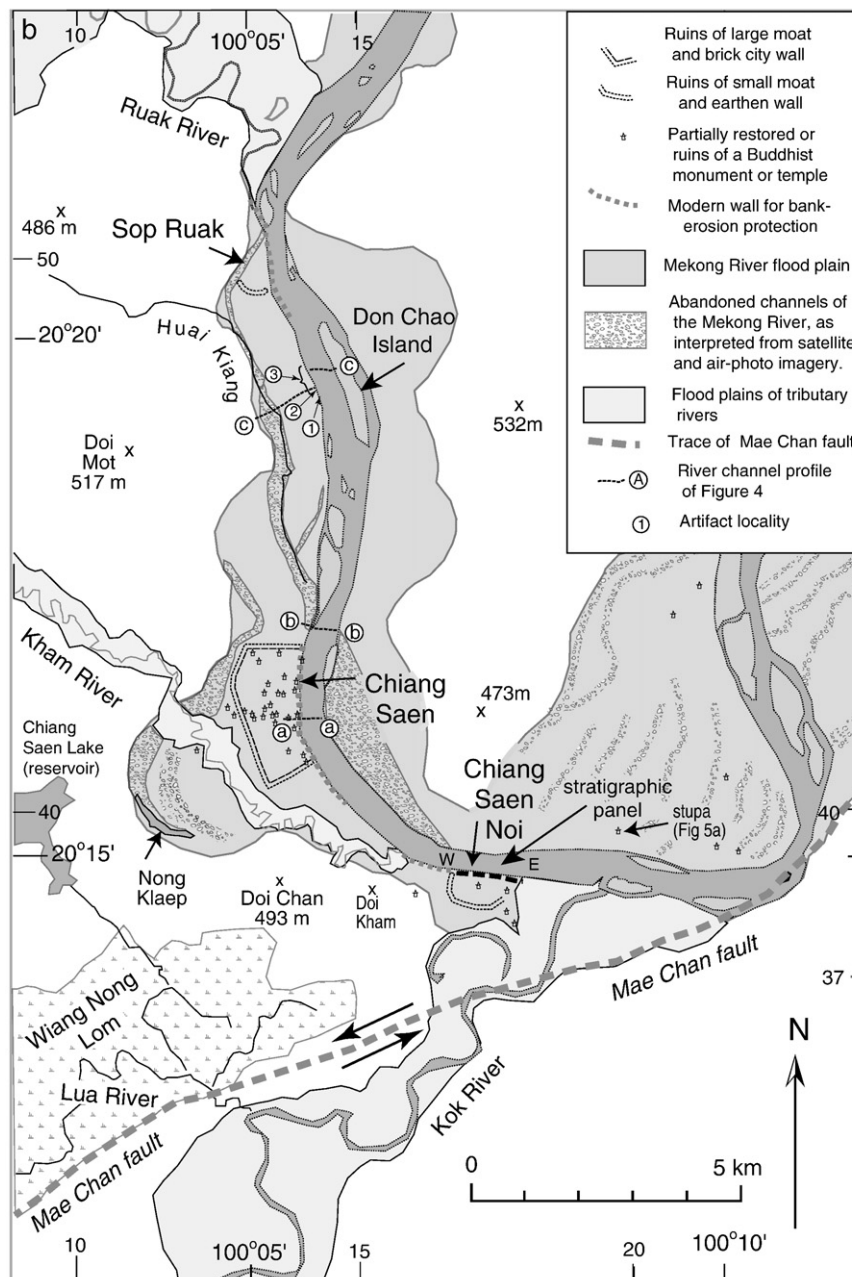 b
10
100°05'
15
Ruak River
486 m
50
Sop Ruak
20°20'
Huai Kiang
Don Chao
Island
3
c
2
c
1
532m
Doi
Mot
517 m
b
b
Kham River
Chiang
Saen
473m
a
a
Chiang
Saen Lake
(reservoir)
Chiang
Saen
Noi
stratigraphic
panel
stupa
(Fig 5a)
40
40
20°15'
W
E
Nong
Klaep
Doi Chan
493 m
Doi
Kham
37
Mae Chan fault
Wiang Nong
Lom
Lua River
Kok River
Mae Chan fault
N
0
5 km
10
100°05'
15
20
100°10'
Ruins of large moat
and brick city wall
Ruins of small moat
and earthen wall
Partially restored or
ruins of a Buddhist
monument or temple
Modern wall for bank-
erosion protection
Mekong River flood plain
Abandoned channels of
the Mekong River, as
interpreted from satellite
and air-photo imagery.
Flood plains of tributary
rivers
Trace of Mae Chan fault
A
River channel profile
of Figure 4
1
Artifact locality